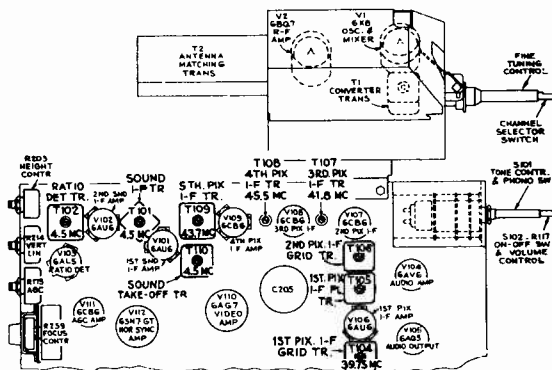 V2
6BQ7
R-F
AMP
V1
6X8
OSC. &
MIXER
T2
ANTENNA
MATCHING
TRANS
T1
CONVERTER
TRANS
FINE
TUNING
CONTROL
CHANNEL
SELECTOR
SWITCH
R203
HEIGHT
CONTR
RATIO
DET TR.
T102
4.5 MC
2ND SND
I-F AMP
V102
6AU6
SOUND
I-F TR
T101
4.5 MC
5TH. PIX
I-F TR
T109
43.7 MC
V109
6CB6
4TH PIX
I-F AMP
T108
4TH PIX
I-F TR
45.5 MC
T107
3RD. PIX
I-F TR
41.8 MC
V108
6CB6
3RD PIX I-F
V107
6CB6
2ND PIX. I-F
S101
TONE CONTR.
& PHONO SW
S102 - R117
ON-OFF SW
& VOLUME
CONTROL
VERT
LIN
V103
6AL5
RATIO DET
V101
6AU6
1ST SND
I-F AMP
T110
4.5 MC
SOUND
TAKE-OFF TR
2ND PIX. I-F
GRID TR.
T106
R175
AGC
1ST. PIX.
TR.
T105
V104
6AV6
AUDIO AMP
V111
6CB6
AGC AMP
V112
6SN7 GT
HOR SYNC
AMP
V110
6AG7
VIDEO
AMP
C205
1ST PIX
I-F AMP
V106
6AU6
V105
6AQ5
AUDIO OUTPUT
R239
FOCUS
CONTR
1ST PIX. I-F
GRID TR.
T104
39.75 MC